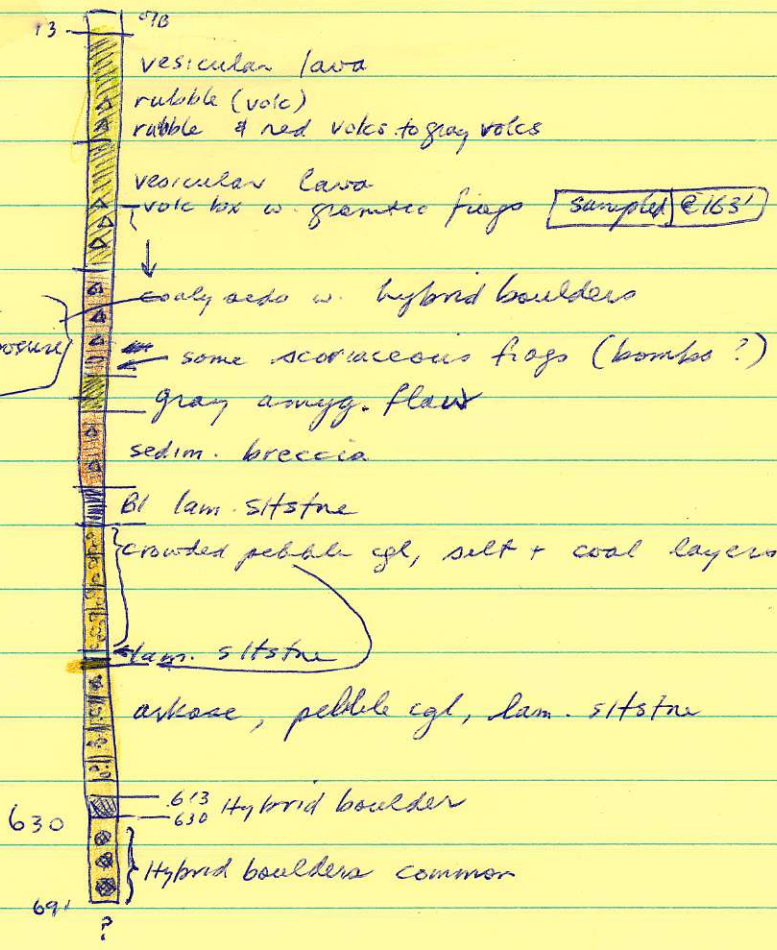 13 OB
vesicular lava
rubble (volc)
rubble & red volcs to gray volcs
vesicular lava
volc bx w. granitic frags sampled @163'
coaly seds w. hybrid boulders
some scoriaceous frags (bombs?)
gray amyg. flow
sedim. breccia
Bl lam. sltstne
crowded pebble cgl, silt + coal layers
lam. sltstne
arkose, pebble cgl, lam. sltstne
613 Hybrid boulder
630 630
Hybrid boulders common
691
?